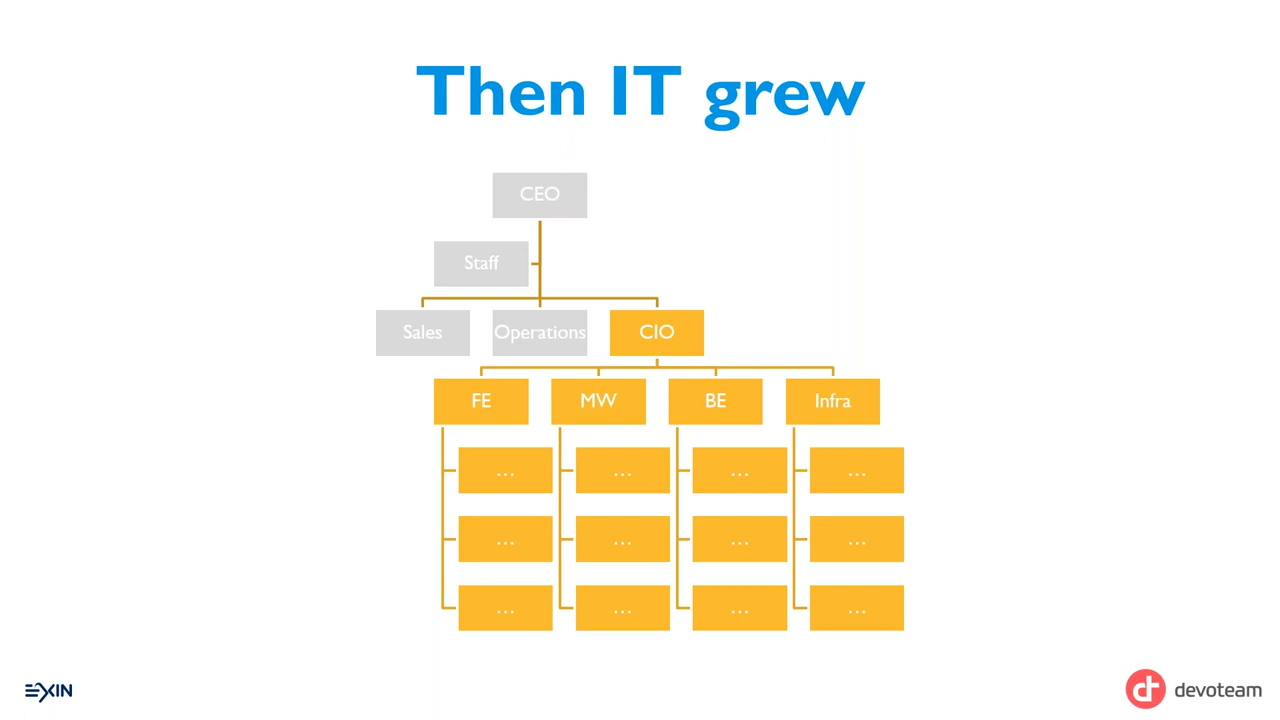 Then IT grew
CEO
Staff
Sales Operations CIO
FE MW BE Infra
... ... ... ...
... ... ... ...
... ... ... ...
EXIN
devoteam